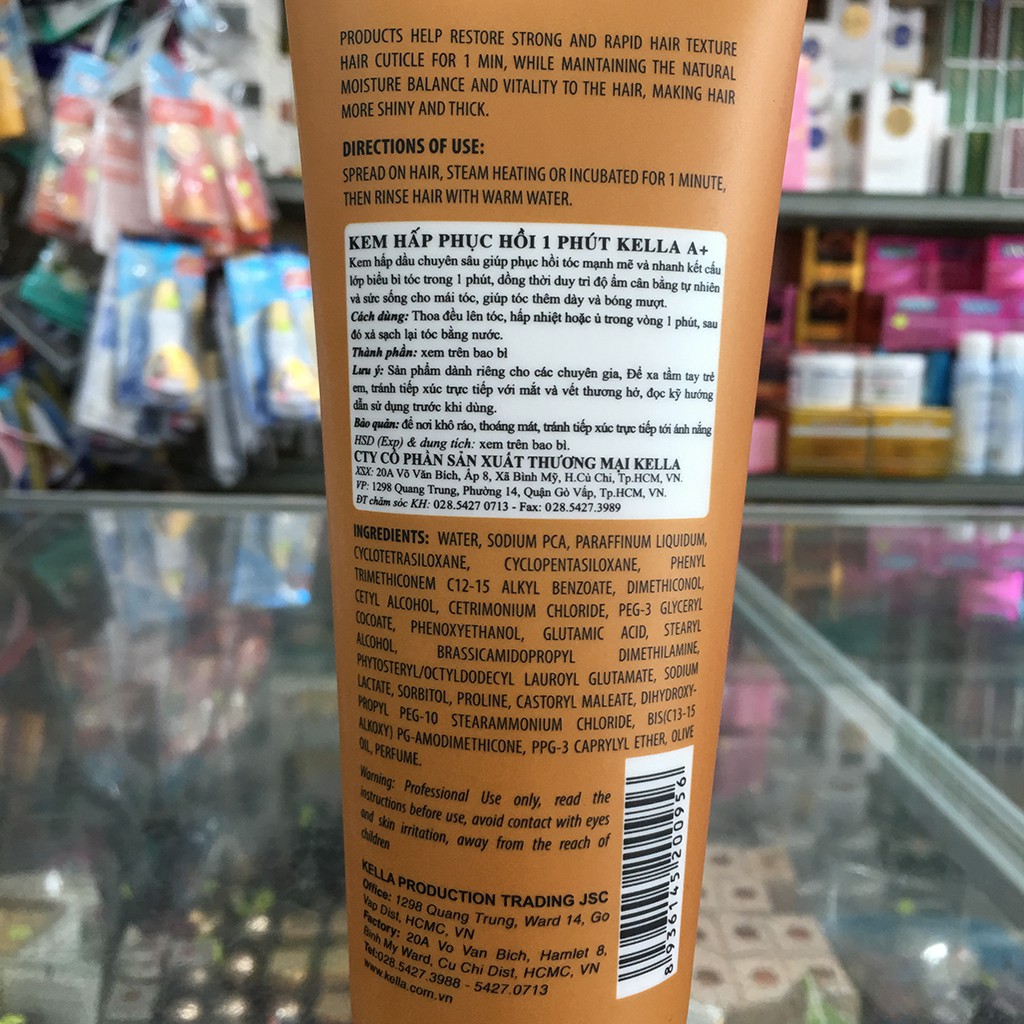 PRODUCTS HELP RESTORE STRONG AND RAPID HAIR TEXTURE
HAIR CUTICLE FOR 1 MIN, WHILE MAINTAINING THE NATURAL
MOISTURE BALANCE AND VITALITY TO THE HAIR, MAKING HAIR
MORE SHINY AND THICK.
DIRECTIONS OF USE:
SPREAD ON HAIR, STEAM HEATING OR INCUBATED FOR 1 MINUTE,
THEN RINSE HAIR WITH WARM WATER.
KEM HẤP PHỤC HỒI 1 PHÚT KELLA A+
Kem hấp dầu chuyên sâu giúp phục hồi tóc mạnh mẽ và nhanh kết cấu
lớp biểu bì tóc trong 1 phút, đồng thời duy trì độ ẩm cân bằng tự nhiên
và sức sống cho mái tóc, giúp tóc thêm dày và bóng mượt.
Cách dùng: Thoa đều lên tóc, hấp nhiệt hoặc ủ trong vòng 1 phút, sau
đó xả sạch lại tóc bằng nước.
Thành phần: xem trên bao bì
Lưu ý: Sản phẩm dành riêng cho các chuyên gia, Để xa tầm tay trẻ
em, tránh tiếp xúc trực tiếp với mắt và vết thương hở, đọc kỹ hướng
dẫn sử dụng trước khi dùng.
Bảo quản: để nơi khô ráo, thoáng mát, tránh tiếp xúc trực tiếp tới ánh nắng
HSD (Exp) & dung tích: xem trên bao bì.
CTY CỔ PHẦN SẢN XUẤT THƯƠNG MẠI KELLA
XSX: 20A Võ Văn Bích, Ấp 8, Xã Bình Mỹ, H.Củ Chi, Tp.HCM, VN.
VP: 1298 Quang Trung, Phường 14, Quận Gò Vấp, Tp.HCM, VN.
ĐT chăm sóc KH: 028.5427 0713 - Fax: 028.5427.3989
INGREDIENTS: WATER, SODIUM PCA, PARAFFINUM LIQUIDUM,
CYCLOTETRASILOXANE, CYCLOPENTASILOXANE, PHENYL
TRIMETHICONEM C12-15 ALKYL BENZOATE, DIMETHICONOL,
CETYL ALCOHOL, CETRIMONIUM CHLORIDE, PEG-3 GLYCERYL
COCOATE, PHENOXYETHANOL, GLUTAMIC ACID, STEARYL
ALCOHOL, BRASSICAMIDOPROPYL DIMETHILAMINE,
PHYTOSTERYL/OCTYLDODECYL LAUROYL GLUTAMATE, SODIUM
LACTATE, SORBITOL, PROLINE, CASTORYL MALEATE, DIHYDROXY-
PROPYL PEG-10 STEARAMMONIUM CHLORIDE, BIS(C13-15
ALKOXY) PG-AMODIMETHICONE, PPG-3 CAPRYLYL ETHER, OLIVE
OIL, PERFUME.
Warning: Professional Use only, read the
instructions before use, avoid contact with eyes
and skin irritation, away from the reach of
children
KELLA PRODUCTION TRADING JSC
Office: 1298 Quang Trung, Ward 14, Go
Vap Dist, HCMC, VN
Factory: 20A Vo Van Bich, Hamlet 8,
Binh My Ward, Cu Chi Dist, HCMC, VN
Tel:028.5427.3988 - 5427.0713
www.kella.com.vn
8936145200956